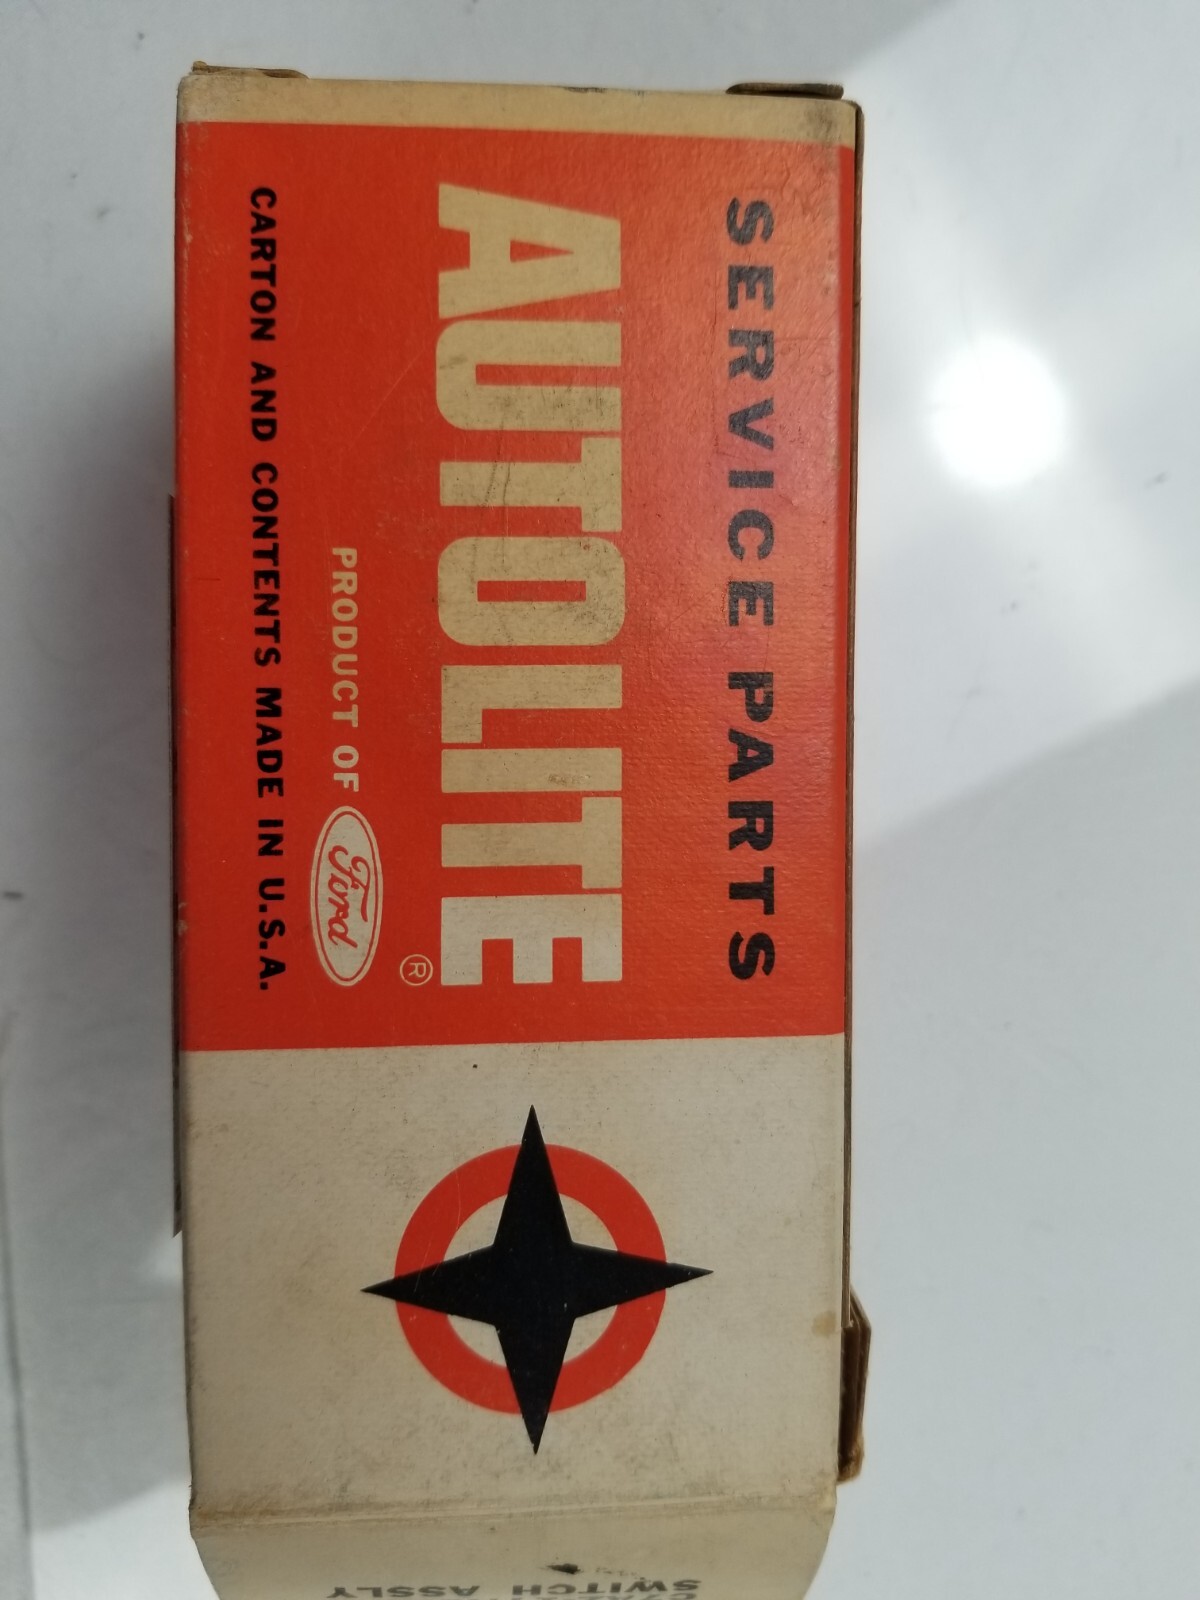 SERVICE PARTS
AUTOLITE®
PRODUCT OF Ford
CARTON AND CONTENTS MADE IN U.S.A.
SWITCH ASSLY